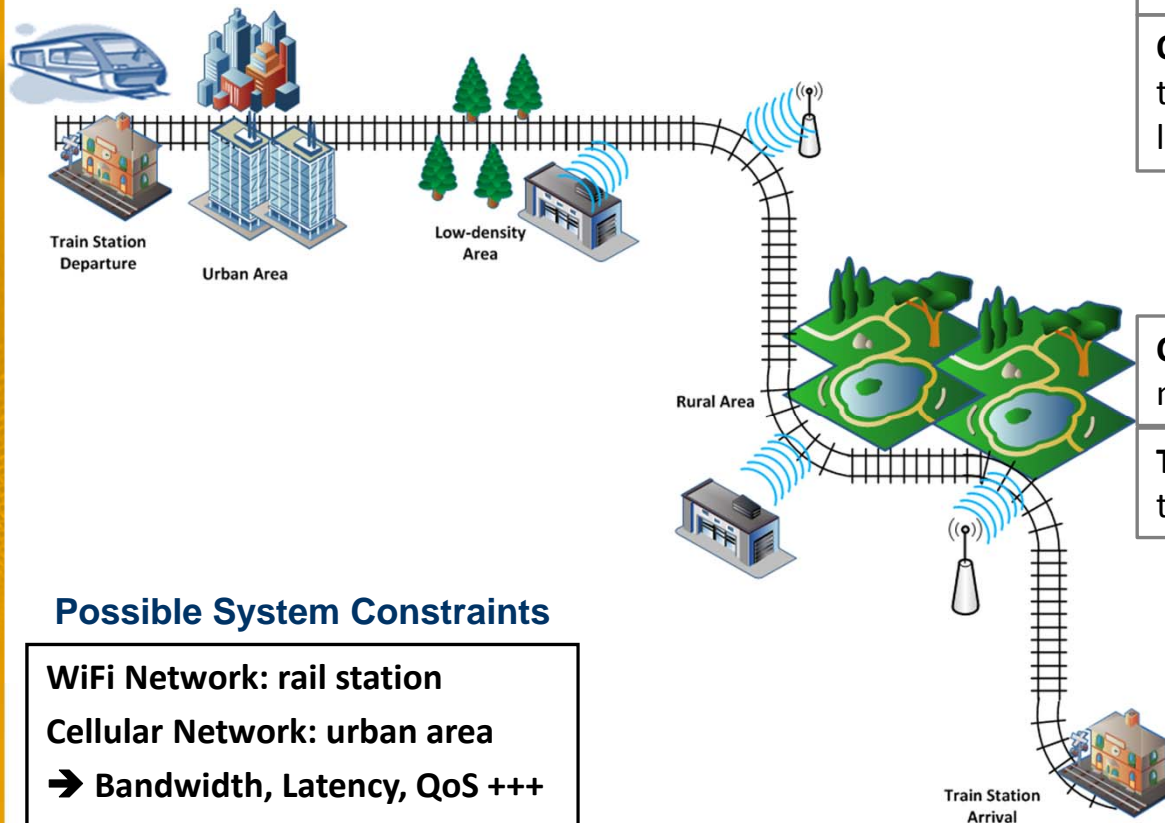 Train Station
Departure
Urban Area
Low-density
Area
Rural Area
Train Station
Arrival
Possible System Constraints
WiFi Network: rail station
Cellular Network: urban area
➔ Bandwidth, Latency, QoS +++